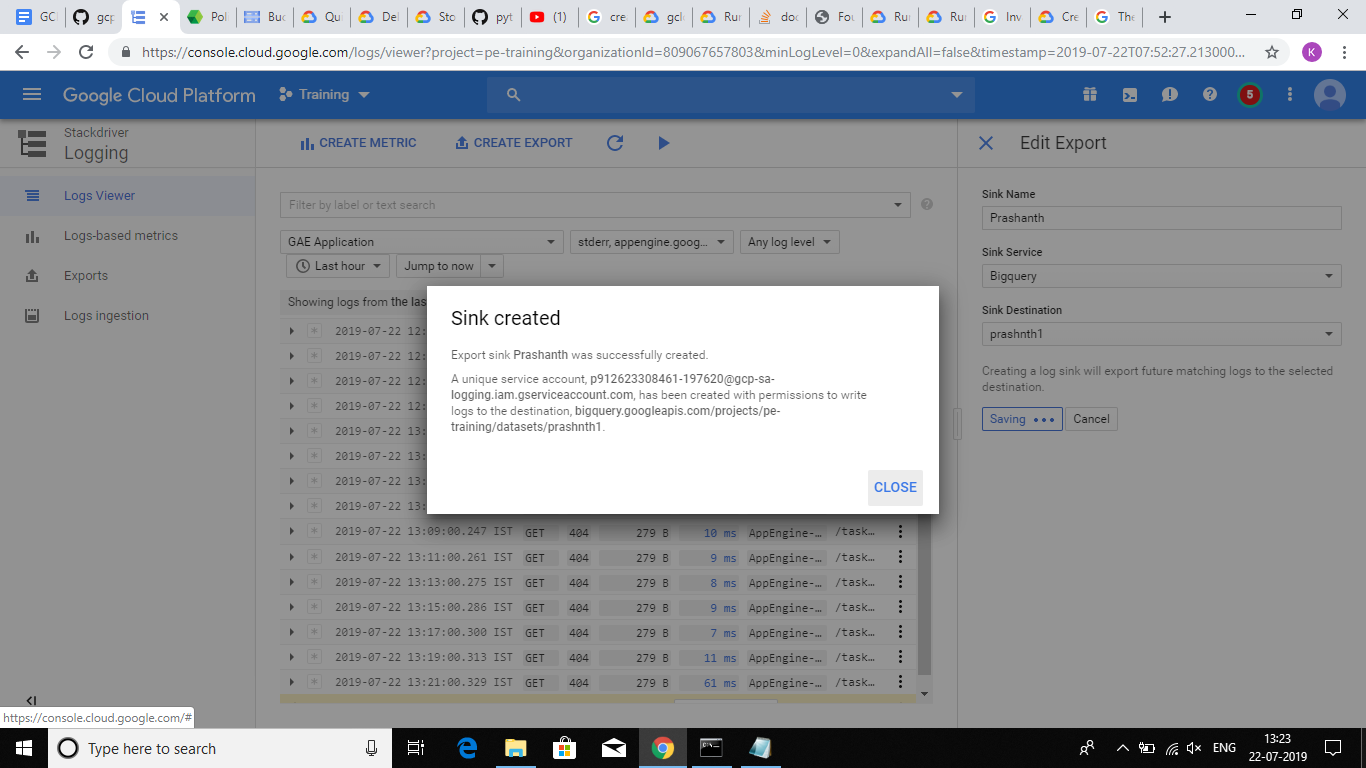 GC
gcp
Poli
Buc
Qui
Del
Sto
pyt
(1)
cre
gcl
Rur
doc
Fou
Rur
Rur
Inv
Cre
The
https://console.cloud.google.com/logs/viewer?project=pe-training&organizationId=809067657803&minLogLevel=0&expandAll=false&timestamp=2019-07-22T07:52:27.213000...
K
Google Cloud Platform
Training
5
Stackdriver
Logging
CREATE METRIC
CREATE EXPORT
Edit Export
Logs Viewer
Logs-based metrics
Exports
Logs ingestion
Filter by label or text search
GAE Application
stderr, appengine.goog...
Any log level
Last hour
Jump to now
Showing logs from the las
2019-07-22 12:
2019-07-22 12:
2019-07-22 12:
2019-07-22 12:
2019-07-22 13:
2019-07-22 13:
2019-07-22 13:
2019-07-22 13:
2019-07-22 13:09:00.247 IST GET 404 279 B 10 ms AppEngine-... /task...
2019-07-22 13:11:00.261 IST GET 404 279 B 9 ms AppEngine-... /task...
2019-07-22 13:13:00.275 IST GET 404 279 B 8 ms AppEngine-... /task...
2019-07-22 13:15:00.286 IST GET 404 279 B 9 ms AppEngine-... /task...
2019-07-22 13:17:00.300 IST GET 404 279 B 7 ms AppEngine-... /task...
2019-07-22 13:19:00.313 IST GET 404 279 B 11 ms AppEngine-... /task...
2019-07-22 13:21:00.329 IST GET 404 279 B 61 ms AppEngine-... /task...
Sink created
Export sink Prashanth was successfully created.
A unique service account, p912623308461-197620@gcp-sa-
logging.iam.gserviceaccount.com, has been created with permissions to write
logs to the destination, bigquery.googleapis.com/projects/pe-
training/datasets/prashnth1.
CLOSE
Sink Name
Prashanth
Sink Service
Bigquery
Sink Destination
prashnth1
Creating a log sink will export future matching logs to the selected
destination.
Saving
Cancel
https://console.cloud.google.com/#
Type here to search
ENG
13:23
22-07-2019